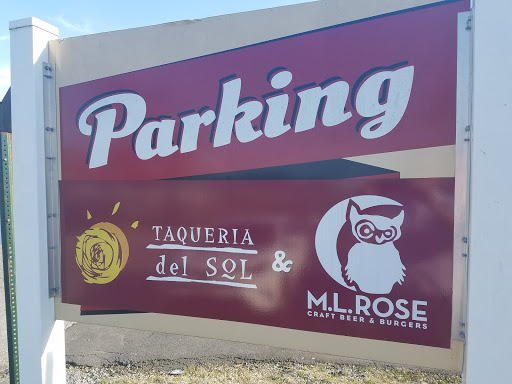 Parking
TAQUERIA
del SOL
&
M.L.ROSE
CRAFT BEER & BURGERS